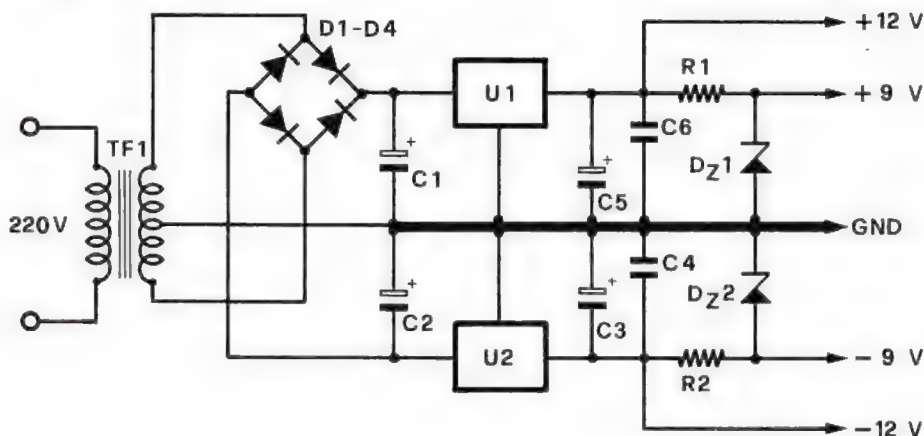 D1-D4
+12 V
U1
R1
+9 V
TF1
+
C1
+
C5
C6
DZ1
220V
GND
+
C2
+
C3
C4
DZ2
U2
R2
-9 V
-12 V